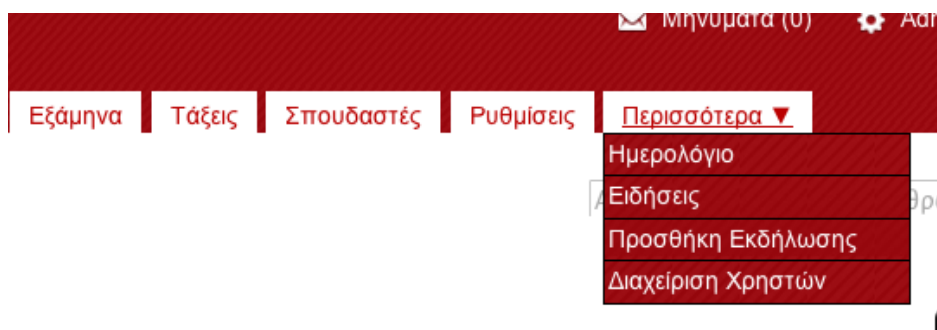 Μηνύματα (0)
Εξάμηνα Τάξεις Σπουδαστές Ρυθμίσεις Περισσότερα ▼
Ημερολόγιο
Ειδήσεις
Προσθήκη Εκδήλωσης
Διαχείριση Χρηστών